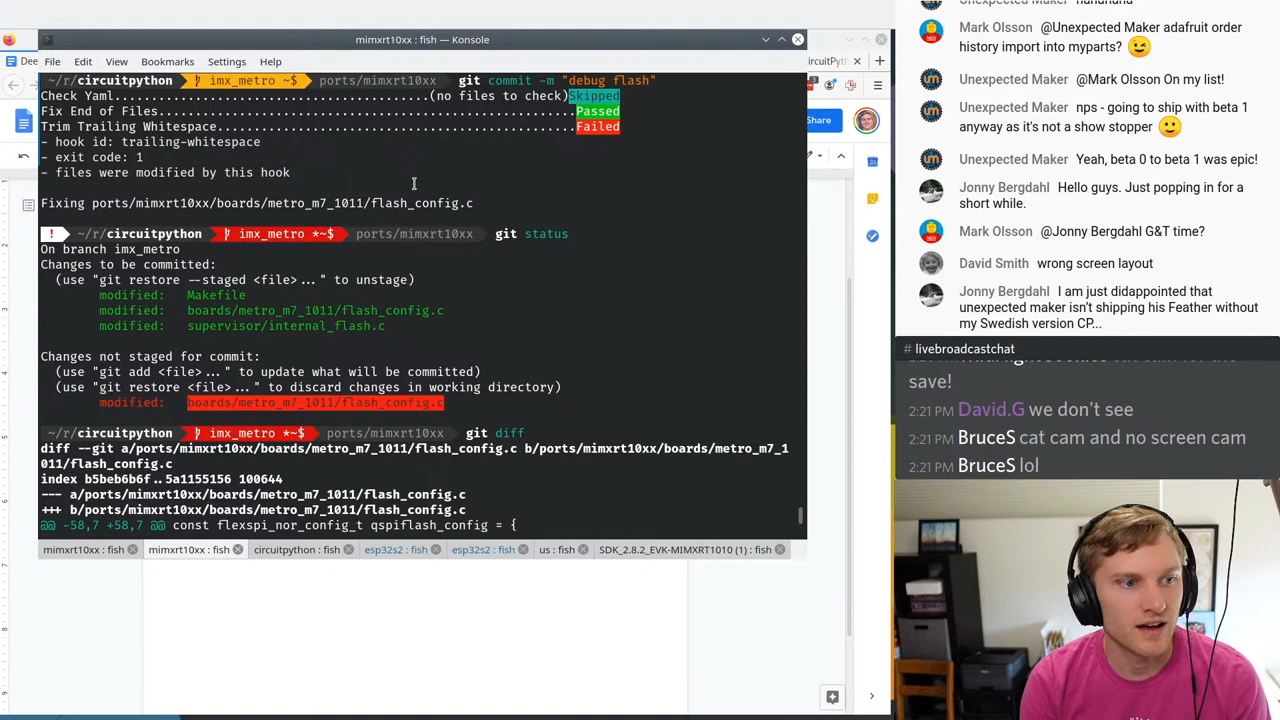 mimxrt10xx : fish — Konsole
File Edit View Bookmarks Settings Help
~/r/circuitpython imx_metro ~$ ports/mimxrt10xx git commit -m "debug flash"
Check Yaml...........................................(no files to check)Skipped
Fix End of Files.........................................................Passed
Trim Trailing Whitespace.................................................Failed
- hook id: trailing-whitespace
- exit code: 1
- files were modified by this hook
Fixing ports/mimxrt10xx/boards/metro_m7_1011/flash_config.c
! ~/r/circuitpython imx_metro *~$ ports/mimxrt10xx git status
On branch imx_metro
Changes to be committed:
(use "git restore --staged <file>..." to unstage)
modified: Makefile
modified: boards/metro_m7_1011/flash_config.c
modified: supervisor/internal_flash.c
Changes not staged for commit:
(use "git add <file>..." to update what will be committed)
(use "git restore <file>..." to discard changes in working directory)
modified: boards/metro_m7_1011/flash_config.c
~/r/circuitpython imx_metro *~$ ports/mimxrt10xx git diff
diff --git a/ports/mimxrt10xx/boards/metro_m7_1011/flash_config.c b/ports/mimxrt10xx/boards/metro_m7_1
011/flash_config.c
index b5beb6b6f..5a1155156 100644
--- a/ports/mimxrt10xx/boards/metro_m7_1011/flash_config.c
+++ b/ports/mimxrt10xx/boards/metro_m7_1011/flash_config.c
@@ -58,7 +58,7 @@ const flexspi_nor_config_t qspiflash_config = {
mimxrt10xx : fish mimxrt10xx : fish circuitpython : fish esp32s2 : fish esp32s2 : fish us : fish SDK_2.8.2_EVK-MIMXRT1010 (1) : fish
Dee
ircuitPy
Share
Mark Olsson @Unexpected Maker adafruit order
history import into myparts? 😉
Unexpected Maker @Mark Olsson On my list!
Unexpected Maker nps - going to ship with beta 1
anyway as it's not a show stopper 🙂
Unexpected Maker Yeah, beta 0 to beta 1 was epic!
Jonny Bergdahl Hello guys. Just popping in for a
short while.
Mark Olsson @Jonny Bergdahl G&T time?
David Smith wrong screen layout
Jonny Bergdahl I am just didappointed that
unexpected maker isn't shipping his Feather without
my Swedish version CP...
# livebroadcastchat
save!
2:21 PM David.G we don't see
2:21 PM BruceS cat cam and no screen cam
2:21 PM BruceS lol